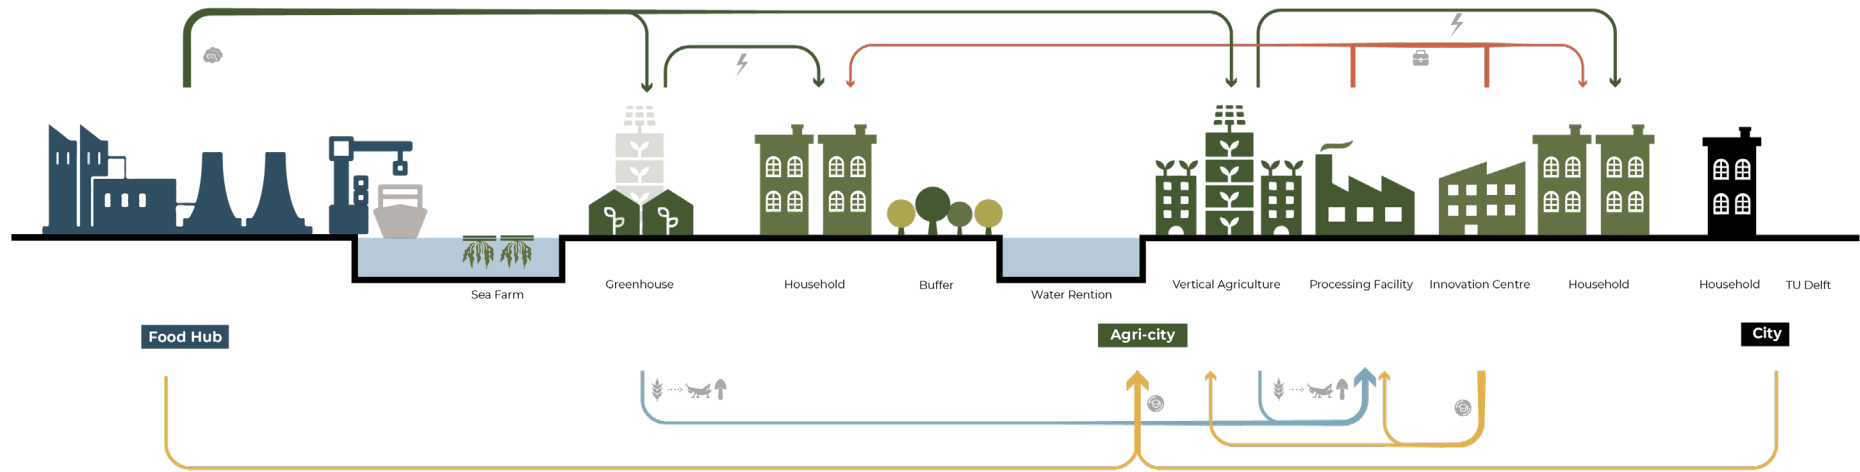 Sea Farm
Greenhouse
Household
Buffer
Water Rention
Vertical Agriculture
Processing Facility
Innovation Centre
Household
Household
TU Delft
Food Hub
Agri-city
City